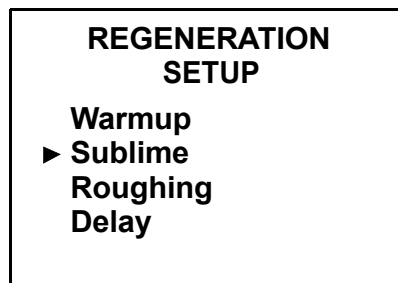 REGENERATION
SETUP
Warmup
► Sublime
Roughing
Delay